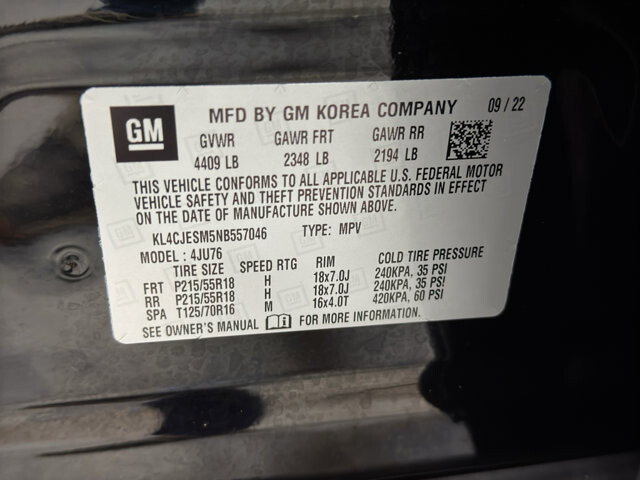 GM MFD BY GM KOREA COMPANY 09 / 22
GVWR GAWR FRT GAWR RR
4409 LB 2348 LB 2194 LB
THIS VEHICLE CONFORMS TO ALL APPLICABLE U.S. FEDERAL MOTOR
VEHICLE SAFETY AND THEFT PREVENTION STANDARDS IN EFFECT
ON THE DATE OF MANUFACTURE SHOWN ABOVE.
KL4CJESM5NB557046 TYPE: MPV
MODEL : 4JU76
TIRE SIZE SPEED RTG RIM COLD TIRE PRESSURE
FRT P215/55R18 H 18x7.0J 240KPA, 35 PSI
RR P215/55R18 H 18x7.0J 240KPA, 35 PSI
SPA T125/70R16 M 16x4.0T 420KPA, 60 PSI
SEE OWNER'S MANUAL FOR MORE INFORMATION.